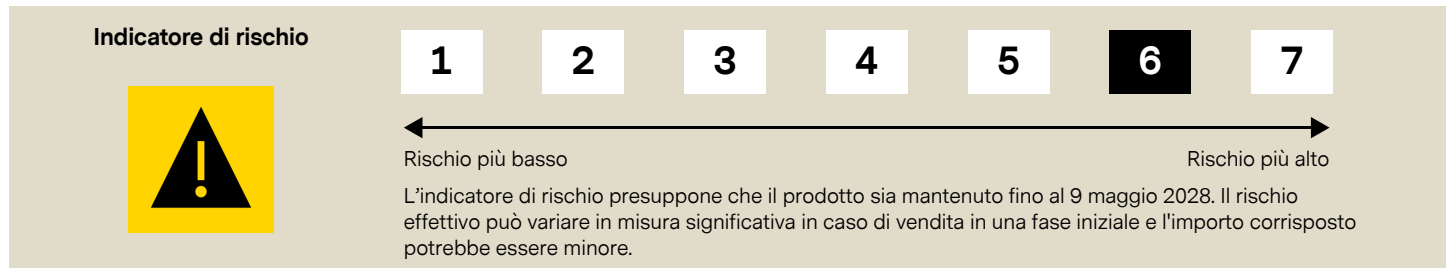 Indicatore di rischio
1 2 3 4 5 6 7
!
Rischio più basso Rischio più alto
L’indicatore di rischio presuppone che il prodotto sia mantenuto fino al 9 maggio 2028. Il rischio
effettivo può variare in misura significativa in caso di vendita in una fase iniziale e l'importo corrisposto
potrebbe essere minore.